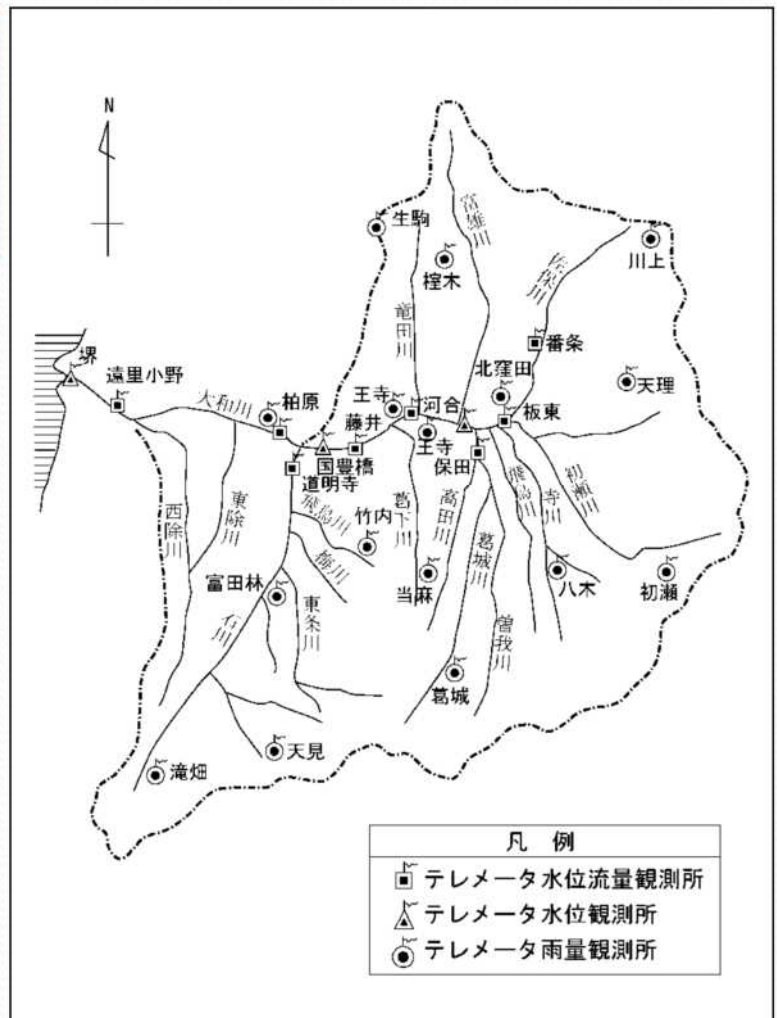 N
生駒
富雄川
樫木
佐保川
川上
竜田川
番条
堺
遠里小野
北窪田
天理
大和川
柏原
王寺
河合
藤井
板東
国豊橋
王寺
保田
道明寺
飛鳥川
初瀬川
西除川
東除川
飛鳥川
竹内
葛下川
高田川
葛城川
寺川
梅川
富田林
当麻
八木
初瀬
石川
東条川
曽我川
葛城
天見
滝畑
凡 例
テレメータ水位流量観測所
テレメータ水位観測所
テレメータ雨量観測所